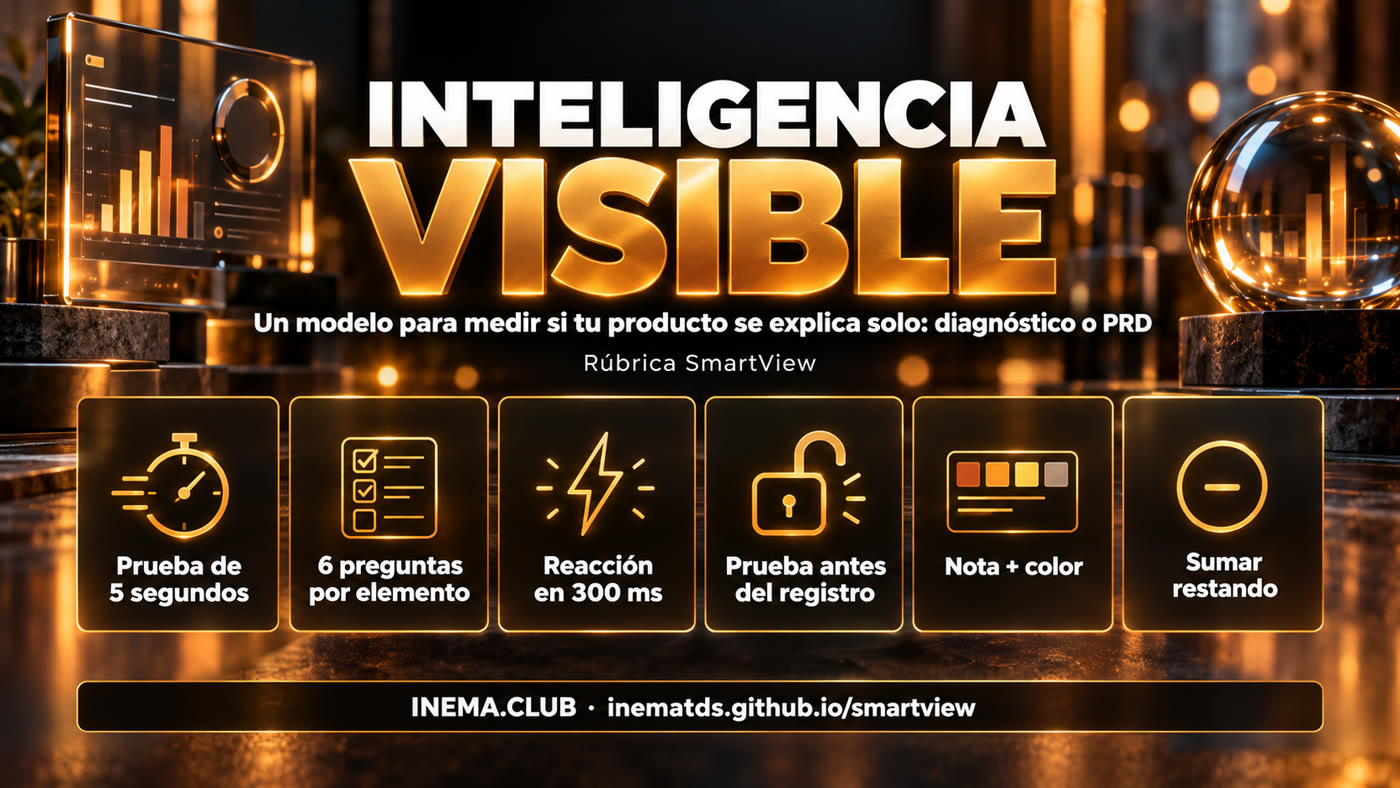 INTELIGENCIA
VISIBLE
Un modelo para medir si tu producto se explica solo: diagnóstico o PRD
Rúbrica SmartView
Prueba de
5 segundos
6 preguntas
por elemento
Reacción
en 300 ms
Prueba antes
del registro
Nota + color
Sumar
restando
INEMA.CLUB · inematds.github.io/smartview